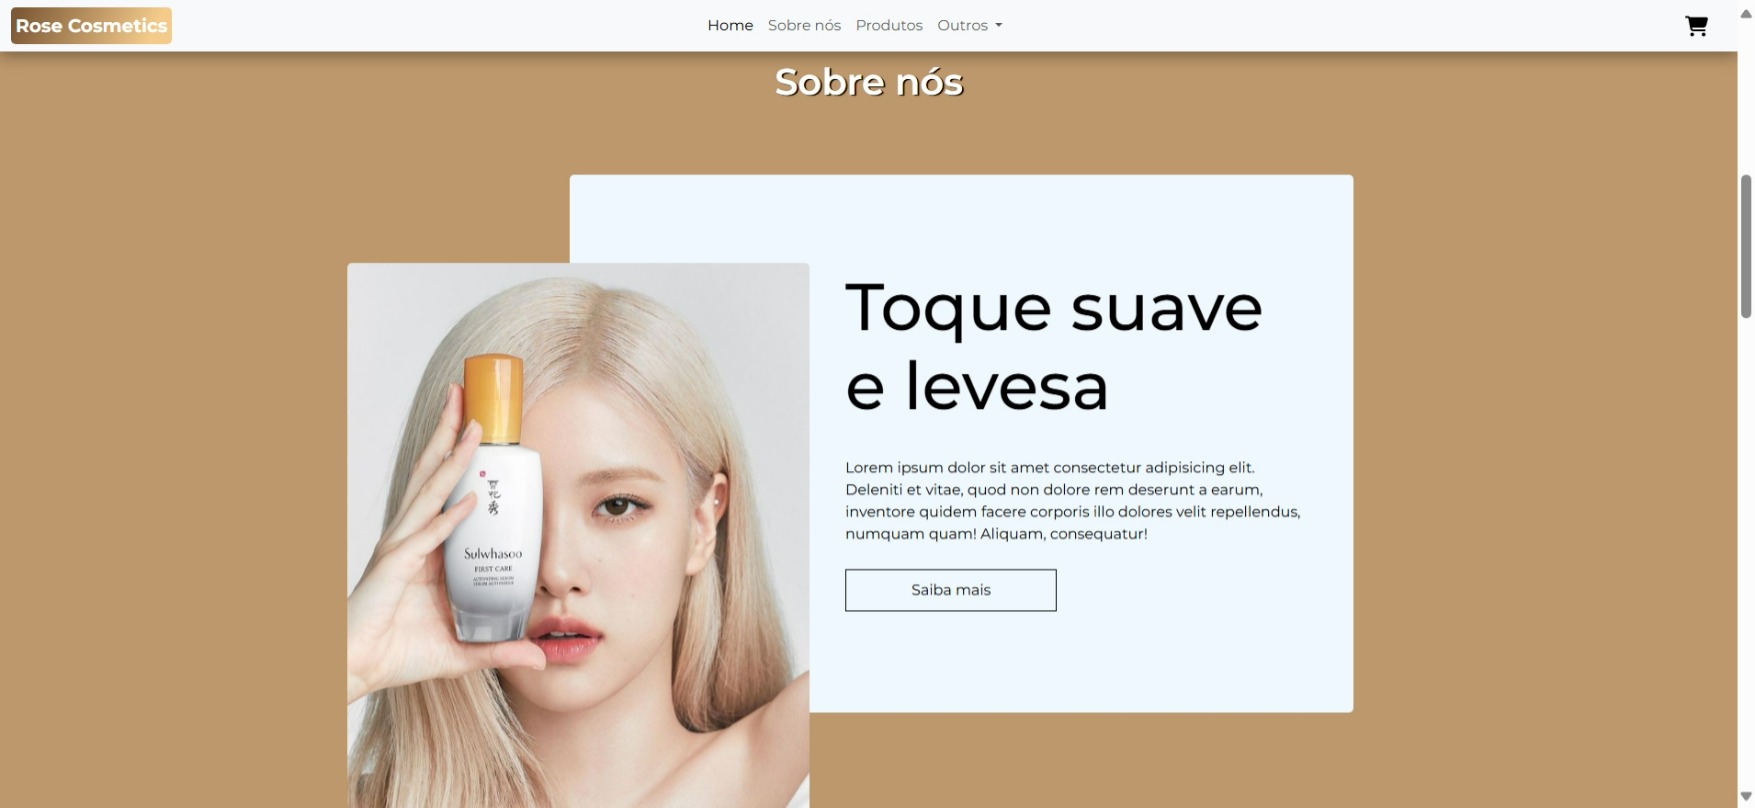 Rose Cosmetics
Home Sobre nós Produtos Outros
Sobre nós
Toque suave
e levesa
Lorem ipsum dolor sit amet consectetur adipisicing elit.
Deleniti et vitae, quod non dolore rem deserunt a earum,
inventore quidem facere corporis illo dolores velit repellendus,
numquam quam! Aliquam, consequatur!
Saiba mais
Sulwhasoo
FIRST CARE